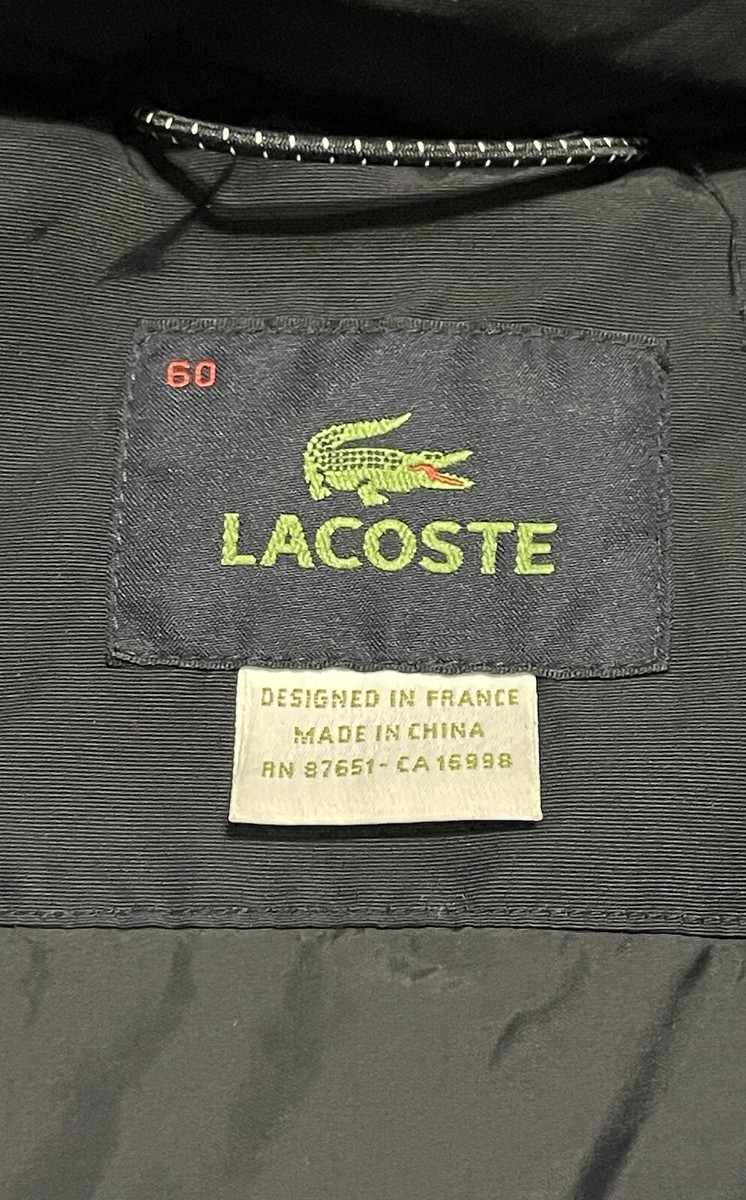 60
LACOSTE
DESIGNED IN FRANCE
MADE IN CHINA
RN 87651- CA 16998